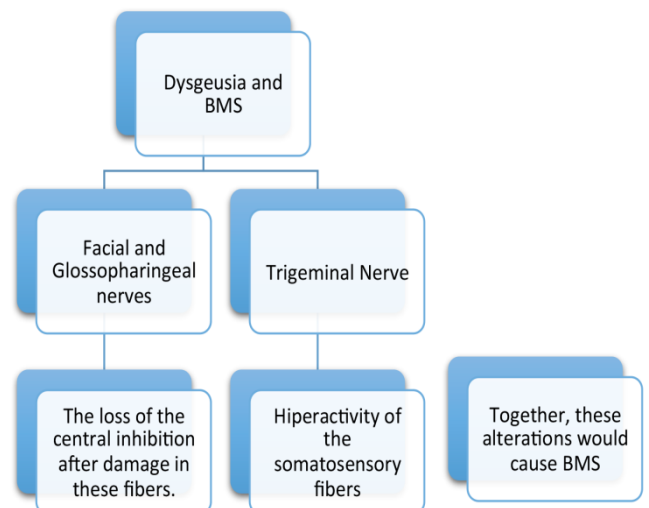 Dysgeusia and
BMS
Facial and
Glossopharingeal
nerves
Trigeminal Nerve
The loss of the
central inhibition
after damage in
these fibers.
Hiperactivity of
the
somatosensory
fibers
Together, these
alterations would
cause BMS